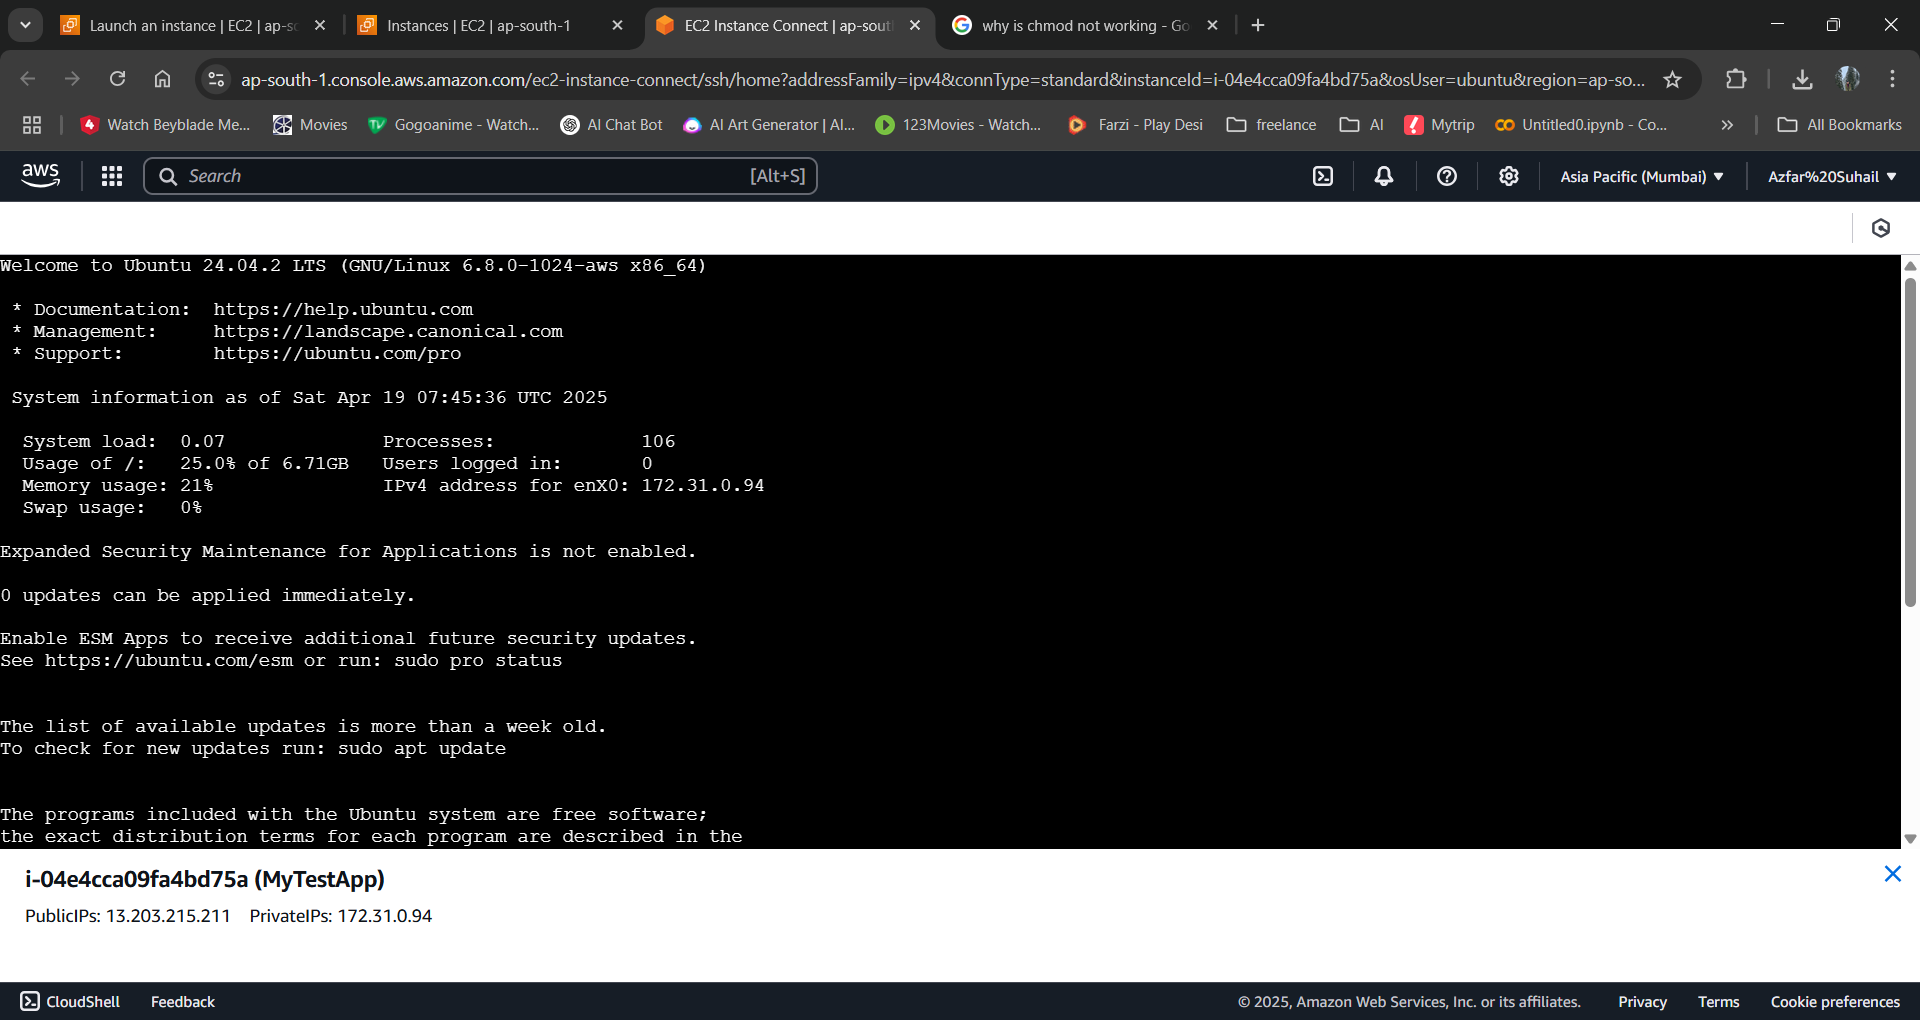 Launch an instance | EC2 | ap-sc
Instances | EC2 | ap-south-1
EC2 Instance Connect | ap-sout
why is chmod not working - Go
ap-south-1.console.aws.amazon.com/ec2-instance-connect/ssh/home?addressFamily=ipv4&connType=standard&instanceId=i-04e4cca09fa4bd75a&osUser=ubuntu&region=ap-so...
Watch Beyblade Me... Movies Gogoanime - Watch... AI Chat Bot AI Art Generator | AI... 123Movies - Watch... Farzi - Play Desi freelance AI Mytrip Untitled0.ipynb - Co... » All Bookmarks
aws Search [Alt+S] Asia Pacific (Mumbai) Azfar%20Suhail
Welcome to Ubuntu 24.04.2 LTS (GNU/Linux 6.8.0-1024-aws x86_64)
* Documentation: https://help.ubuntu.com
* Management: https://landscape.canonical.com
* Support: https://ubuntu.com/pro
System information as of Sat Apr 19 07:45:36 UTC 2025
System load: 0.07 Processes: 106
Usage of /: 25.0% of 6.71GB Users logged in: 0
Memory usage: 21% IPv4 address for enX0: 172.31.0.94
Swap usage: 0%
Expanded Security Maintenance for Applications is not enabled.
0 updates can be applied immediately.
Enable ESM Apps to receive additional future security updates.
See https://ubuntu.com/esm or run: sudo pro status
The list of available updates is more than a week old.
To check for new updates run: sudo apt update
The programs included with the Ubuntu system are free software;
the exact distribution terms for each program are described in the
i-04e4cca09fa4bd75a (MyTestApp)
PublicIPs: 13.203.215.211 PrivateIPs: 172.31.0.94
CloudShell Feedback © 2025, Amazon Web Services, Inc. or its affiliates. Privacy Terms Cookie preferences